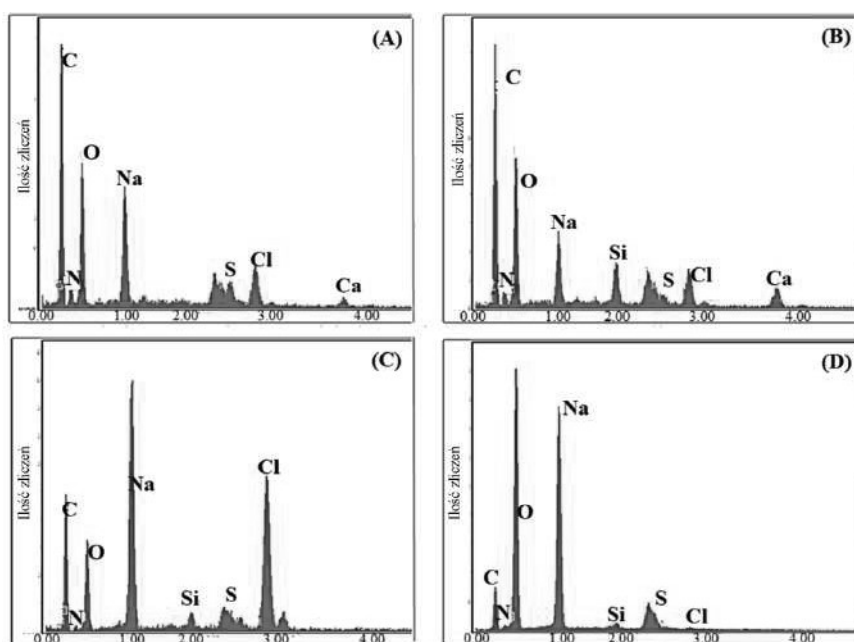 (A)
C
O
Na
N
S
Cl
Ca
Ilość zliczeń
0.00 1.00 2.00 3.00 4.00
(B)
C
O
Na
Si
N
S
Cl
Ca
Ilość zliczeń
0.00 1.00 2.00 3.00 4.00
(C)
Na
Cl
C
O
Si
S
N
Ilość zliczeń
0.00 1.00 2.00 3.00 4.00
(D)
Na
O
C
N
Si
S
Cl
Ilość zliczeń
0.00 1.00 2.00 3.00 4.00